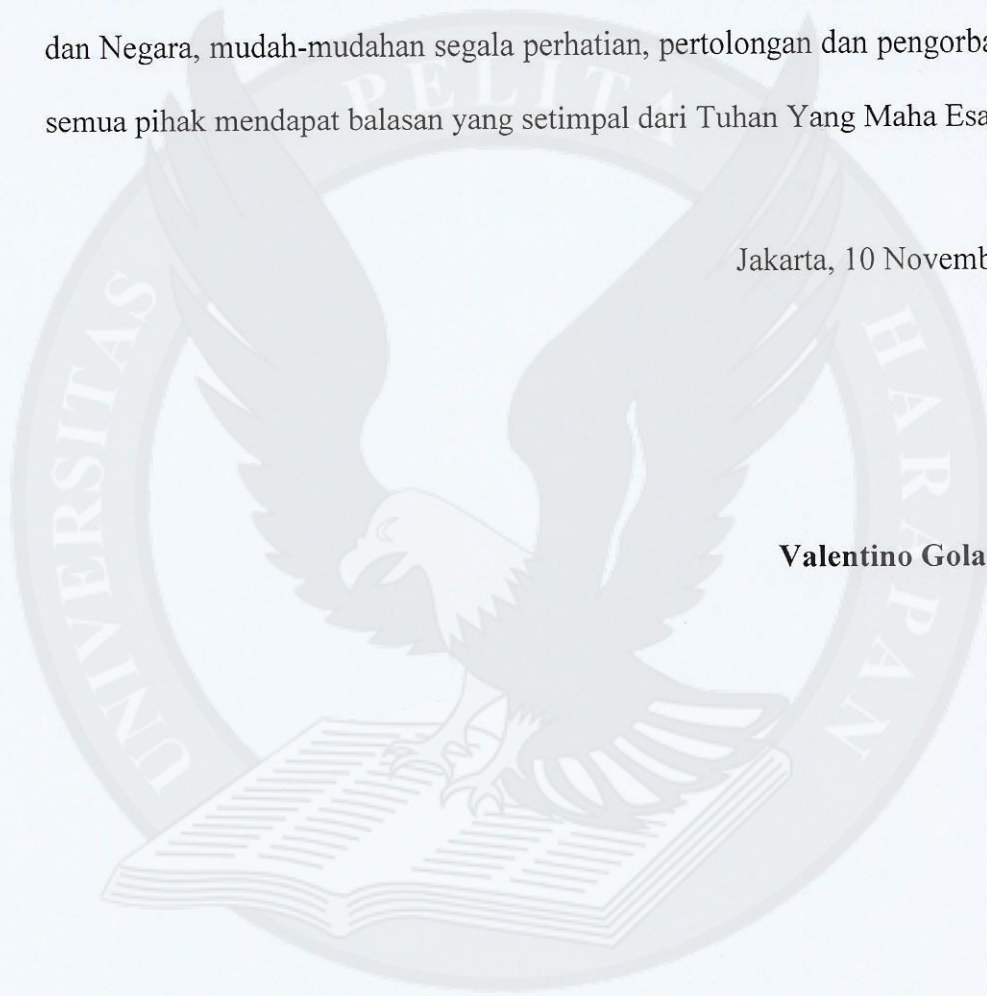 dan Negara, mudah-mudahan segala perhatian, pertolongan dan pengorba
semua pihak mendapat balasan yang setimpal dari Tuhan Yang Maha Esa
Jakarta, 10 Novemb
Valentino Gola
UNIVERSITAS PELITA HARAPAN